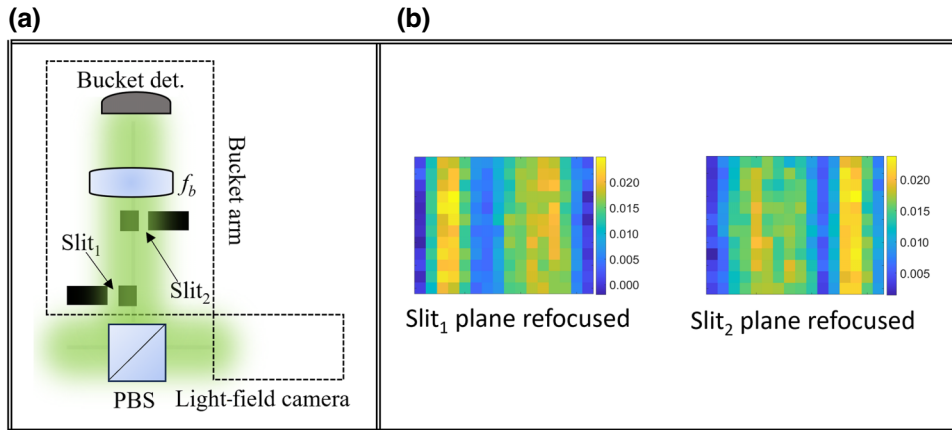 (a)
Bucket det.
f_b
Bucket arm
Slit₁
Slit₂
PBS
Light-field camera
(b)
0.020
0.015
0.010
0.005
0.000
Slit₁ plane refocused
0.020
0.015
0.010
0.005
Slit₂ plane refocused